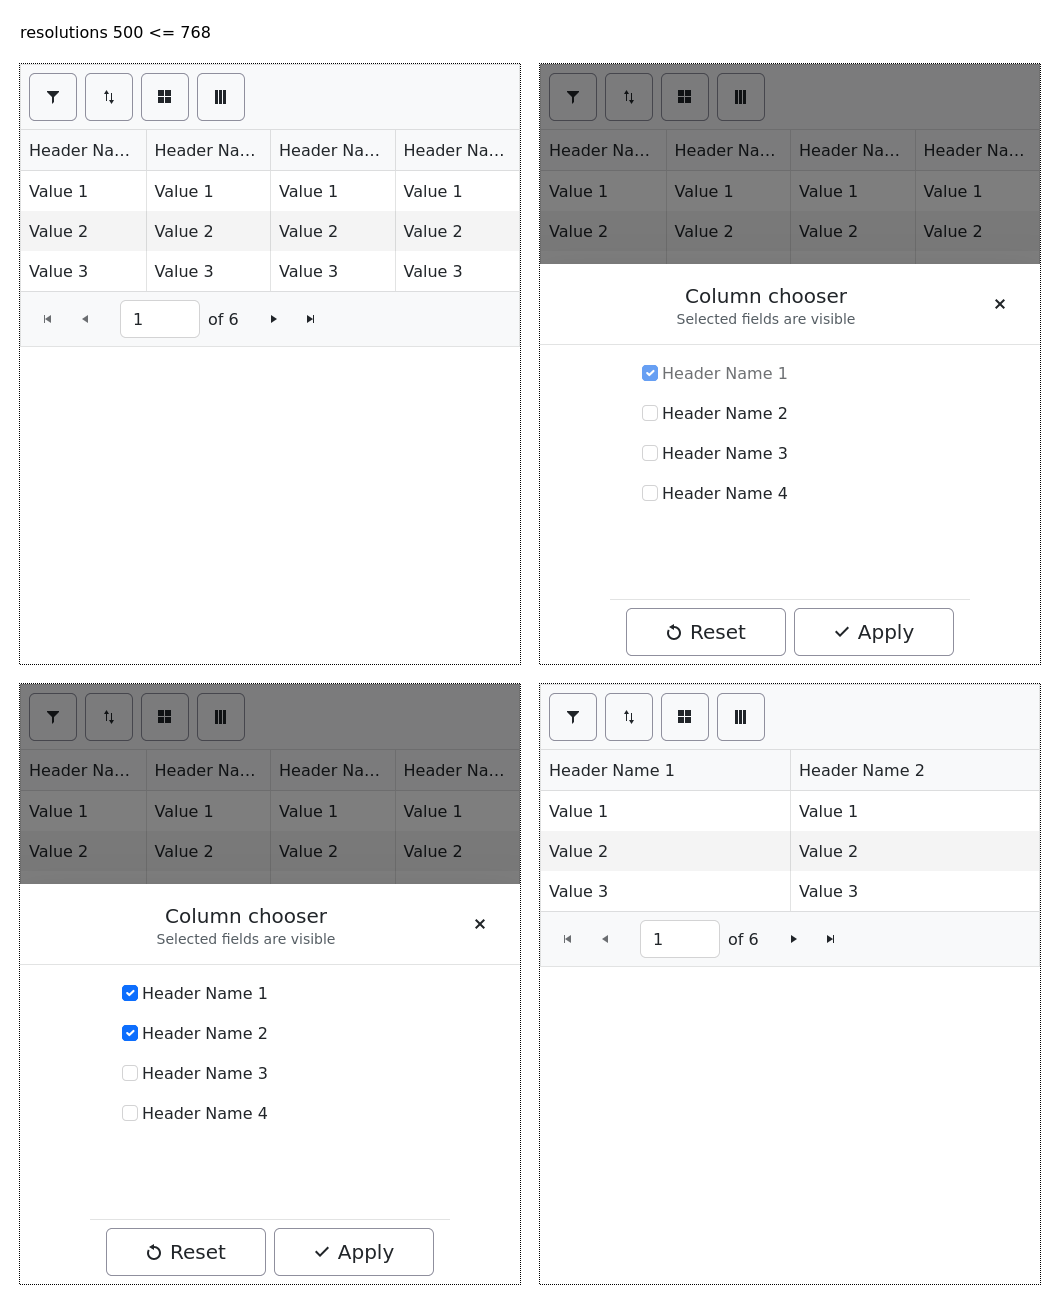 resolutions 500 <= 768
Header Na... Header Na... Header Na... Header Na...
Value 1 Value 1 Value 1 Value 1
Value 2 Value 2 Value 2 Value 2
Value 3 Value 3 Value 3 Value 3
1 of 6
Header Na... Header Na... Header Na... Header Na...
Value 1 Value 1 Value 1 Value 1
Value 2 Value 2 Value 2 Value 2
Column chooser
Selected fields are visible
Header Name 1
Header Name 2
Header Name 3
Header Name 4
Reset Apply
Header Na... Header Na... Header Na... Header Na...
Value 1 Value 1 Value 1 Value 1
Value 2 Value 2 Value 2 Value 2
Column chooser
Selected fields are visible
Header Name 1
Header Name 2
Header Name 3
Header Name 4
Reset Apply
Header Name 1 Header Name 2
Value 1 Value 1
Value 2 Value 2
Value 3 Value 3
1 of 6